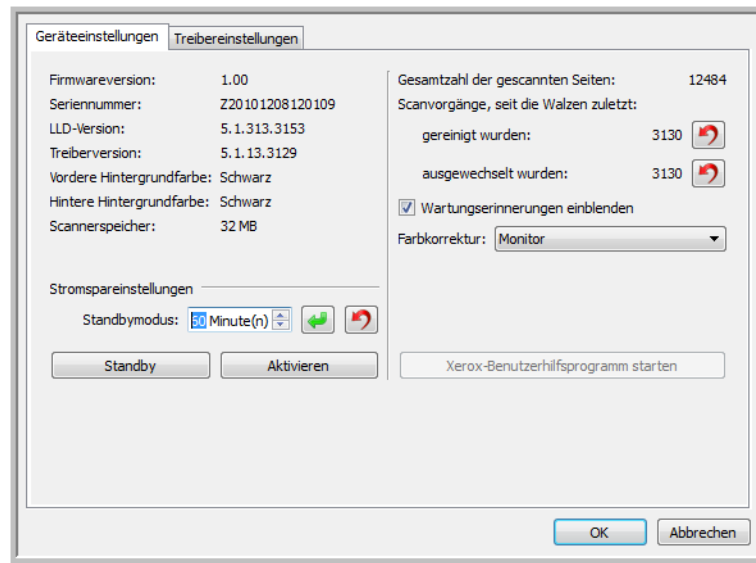 Geräteeinstellungen
Treibereinstellungen
Firmwareversion: 1.00
Seriennummer: Z20101208120109
LLD-Version: 5.1.313.3153
Treiberversion: 5.1.13.3129
Vordere Hintergrundfarbe: Schwarz
Hintere Hintergrundfarbe: Schwarz
Scannerspeicher: 32 MB
Stromspareinstellungen
Standbymodus: 60 Minute(n)
Standby
Aktivieren
Gesamtzahl der gescannten Seiten: 12484
Scanvorgänge, seit die Walzen zuletzt:
gereinigt wurden: 3130
ausgewechselt wurden: 3130
Wartungserinnerungen einblenden
Farbkorrektur: Monitor
Xerox-Benutzerhilfsprogramm starten
OK
Abbrechen